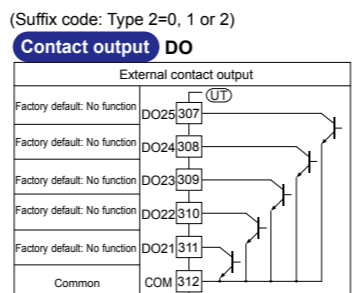 (Suffix code: Type 2=0, 1 or 2)
Contact output DO
External contact output
UT
Factory default: No function DO25 307
Factory default: No function DO24 308
Factory default: No function DO23 309
Factory default: No function DO22 310
Factory default: No function DO21 311
Common COM 312